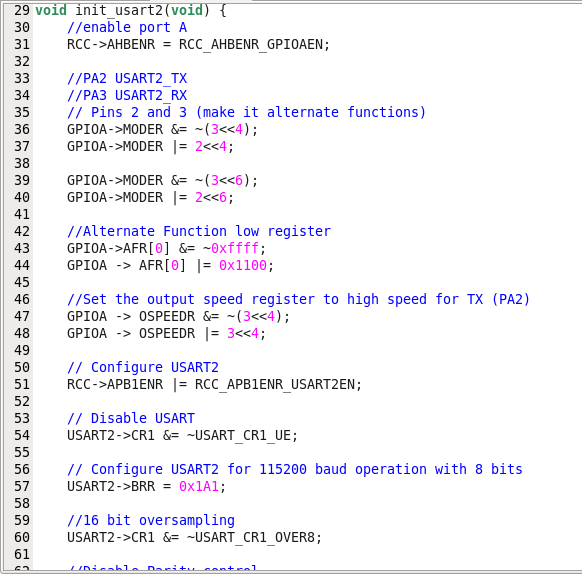 29 void init_usart2(void) {
30     //enable port A
31     RCC->AHBENR = RCC_AHBENR_GPIOAEN;
32
33     //PA2 USART2_TX
34     //PA3 USART2_RX
35     // Pins 2 and 3 (make it alternate functions)
36     GPIOA->MODER &= ~(3<<4);
37     GPIOA->MODER |= 2<<4;
38
39     GPIOA->MODER &= ~(3<<6);
40     GPIOA->MODER |= 2<<6;
41
42     //Alternate Function low register
43     GPIOA->AFR[0] &= ~0xffff;
44     GPIOA -> AFR[0] |= 0x1100;
45
46     //Set the output speed register to high speed for TX (PA2)
47     GPIOA -> OSPEEDR &= ~(3<<4);
48     GPIOA -> OSPEEDR |= 3<<4;
49
50     // Configure USART2
51     RCC->APB1ENR |= RCC_APB1ENR_USART2EN;
52
53     // Disable USART
54     USART2->CR1 &= ~USART_CR1_UE;
55
56     // Configure USART2 for 115200 baud operation with 8 bits
57     USART2->BRR = 0x1A1;
58
59     //16 bit oversampling
60     USART2->CR1 &= ~USART_CR1_OVER8;
61
62     //Disable Parity control